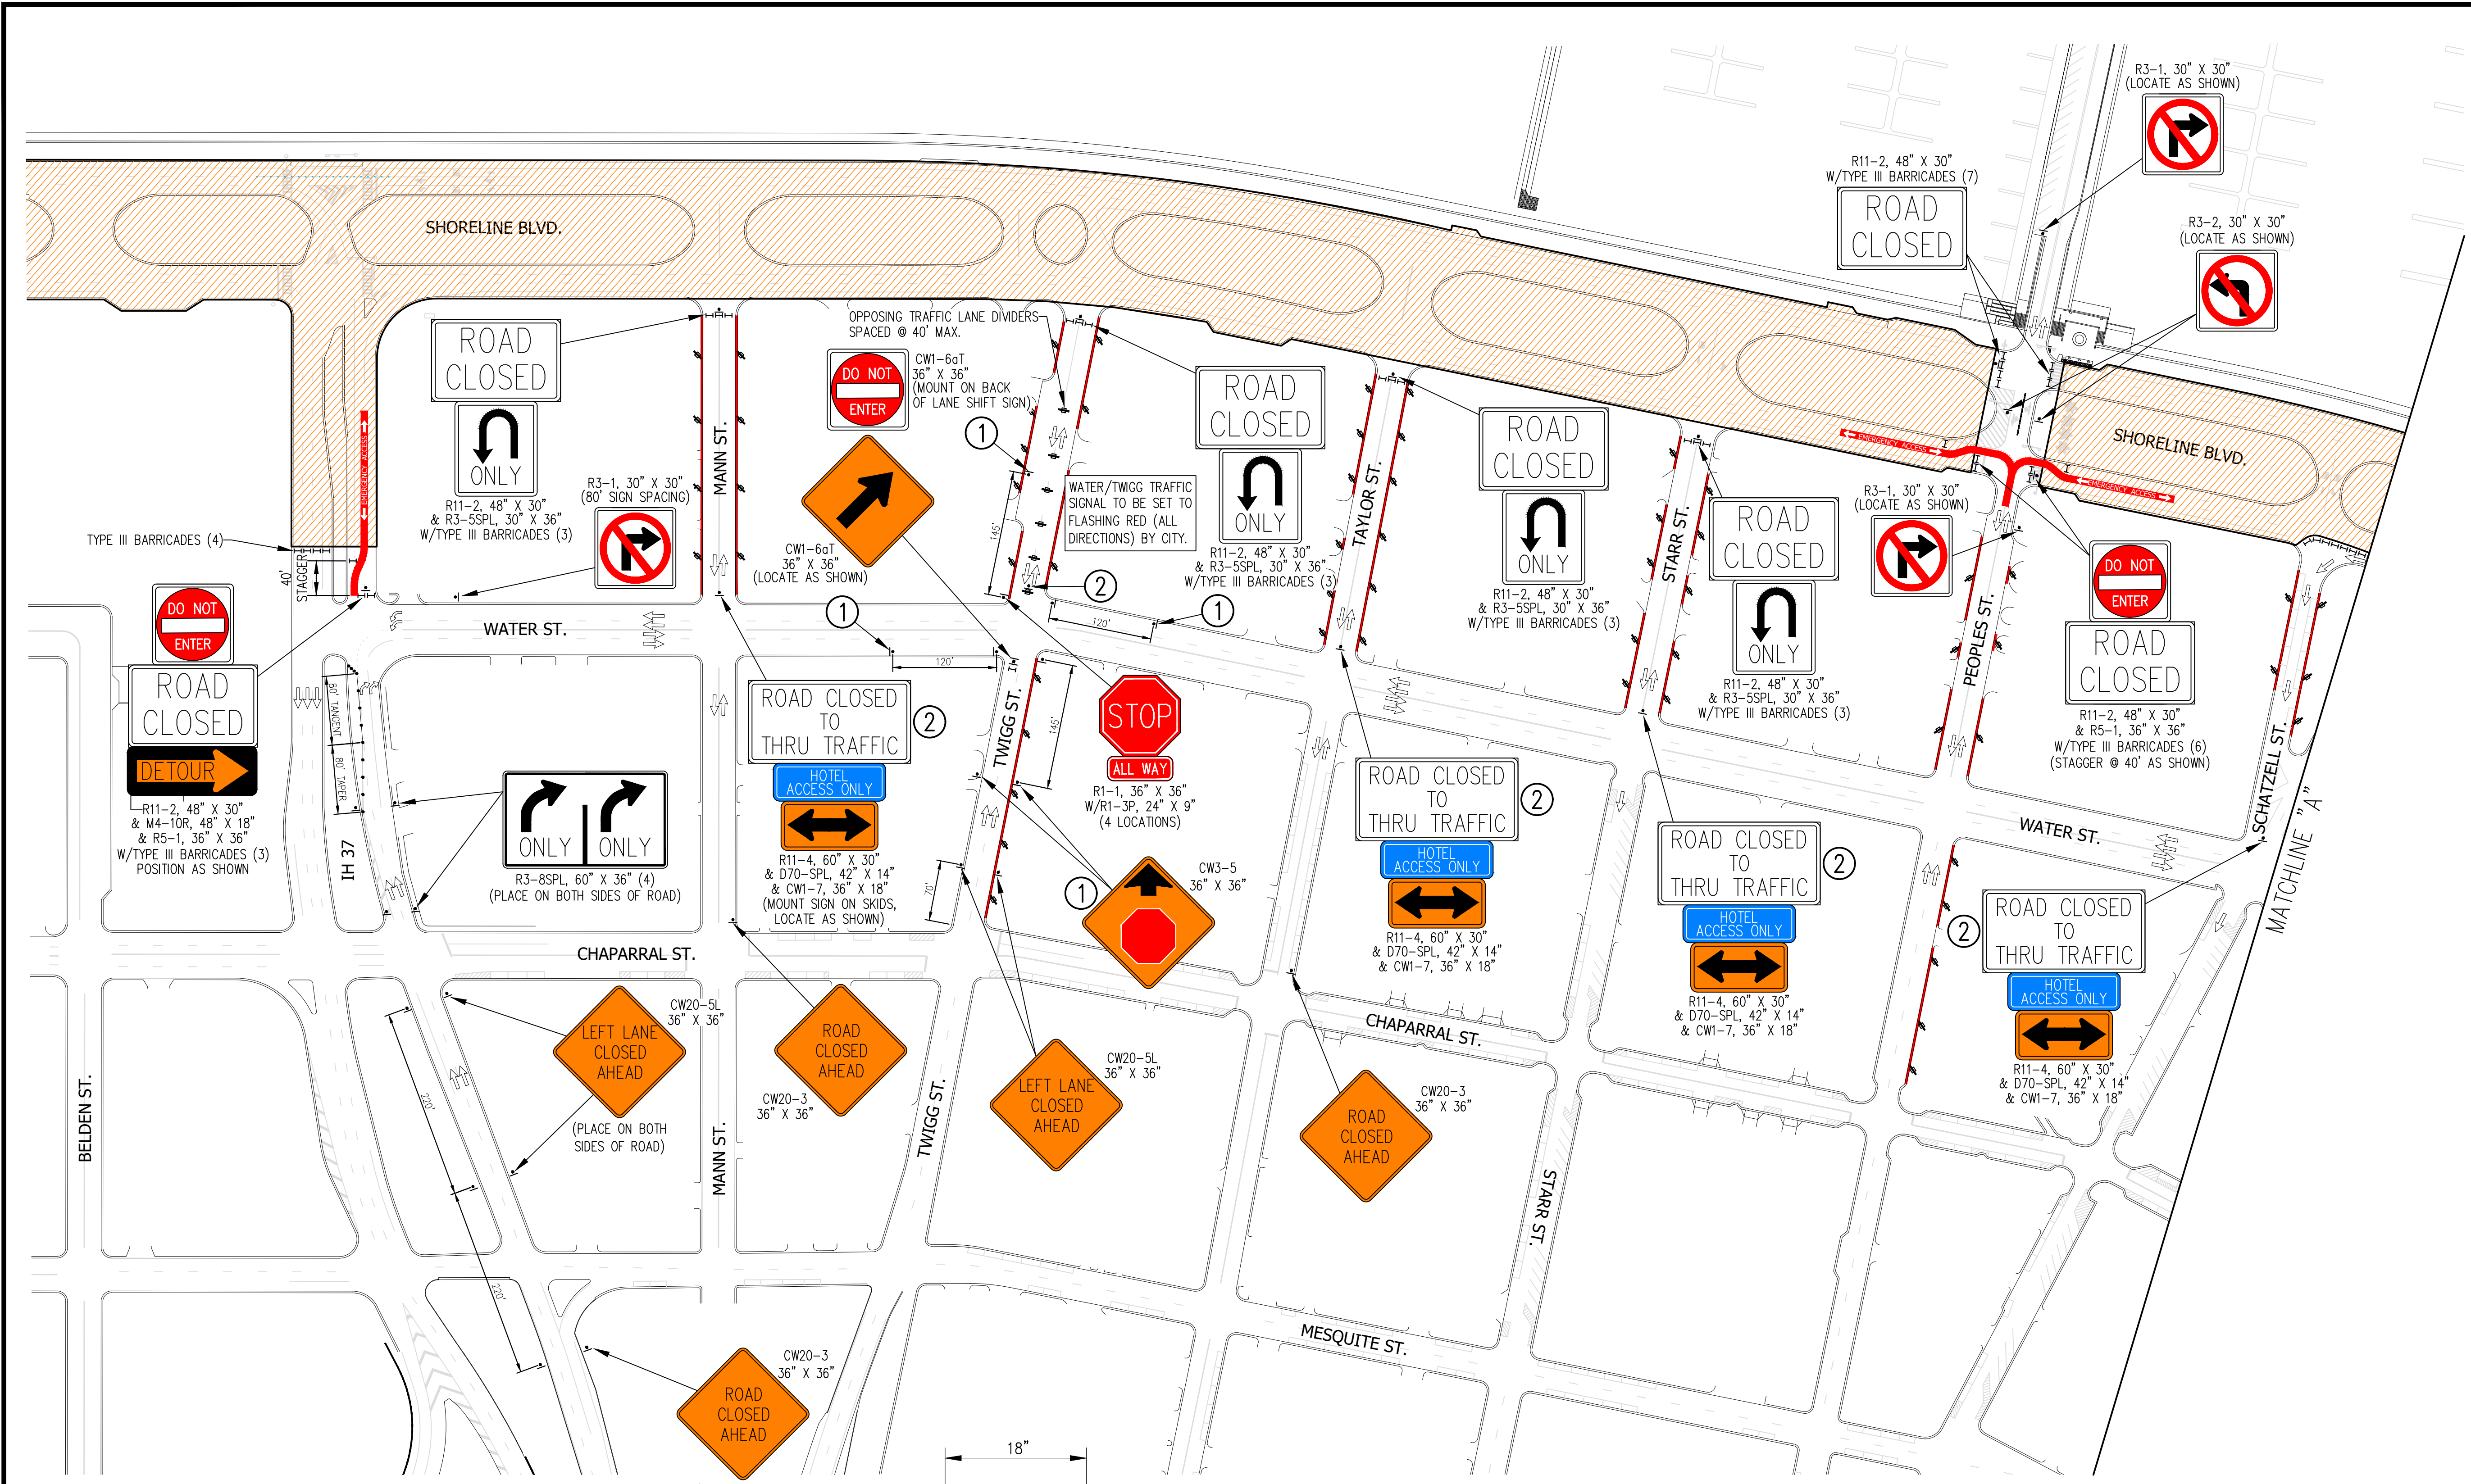 R3-1, 30" X 30"
(LOCATE AS SHOWN)
R11-2, 48" X 30"
W/TYPE III BARRICADES (7)
ROAD
CLOSED
R3-2, 30" X 30"
(LOCATE AS SHOWN)
SHORELINE BLVD.
OPPOSING TRAFFIC LANE DIVIDERS
SPACED @ 40' MAX.
ROAD
CLOSED
ONLY
R11-2, 48" X 30"
& R3-5SPL, 30" X 36"
W/TYPE III BARRICADES (3)
R3-1, 30" X 30"
(80' SIGN SPACING)
MANN ST.
DO NOT
ENTER
CW1-6aT
36" X 36"
(MOUNT ON BACK
OF LANE SHIFT SIGN)
1
CW1-6aT
36" X 36"
(LOCATE AS SHOWN)
145'
WATER/TWIGG TRAFFIC
SIGNAL TO BE SET TO
FLASHING RED (ALL
DIRECTIONS) BY CITY.
ROAD
CLOSED
ONLY
R11-2, 48" X 30"
& R3-5SPL, 30" X 36"
W/TYPE III BARRICADES (3)
TAYLOR ST.
ROAD
CLOSED
ONLY
R11-2, 48" X 30"
& R3-5SPL, 30" X 36"
W/TYPE III BARRICADES (3)
STARR ST.
ROAD
CLOSED
ONLY
R11-2, 48" X 30"
& R3-5SPL, 30" X 36"
W/TYPE III BARRICADES (3)
EMERGENCY ACCESS
EMERGENCY ACCESS
SHORELINE BLVD.
R3-1, 30" X 30"
(LOCATE AS SHOWN)
PEOPLES ST.
DO NOT
ENTER
ROAD
CLOSED
R11-2, 48" X 30"
& R5-1, 36" X 36"
W/TYPE III BARRICADES (6)
(STAGGER @ 40' AS SHOWN)
SCHATZELL ST.
MATCHLINE "A"
EMERGENCY ACCESS
TYPE III BARRICADES (4)
40'
STAGGER
DO NOT
ENTER
ROAD
CLOSED
DETOUR
R11-2, 48" X 30"
& M4-10R, 48" X 18"
& R5-1, 36" X 36"
W/TYPE III BARRICADES (3)
POSITION AS SHOWN
WATER ST.
1
2
1
120'
120'
80' TANGENT
80' TAPER
IH 37
ONLY
ONLY
R3-8SPL, 60" X 36" (4)
(PLACE ON BOTH SIDES OF ROAD)
ROAD CLOSED
TO
THRU TRAFFIC
2
HOTEL
ACCESS ONLY
R11-4, 60" X 30"
& D70-SPL, 42" X 14"
& CW1-7, 36" X 18"
(MOUNT SIGN ON SKIDS,
LOCATE AS SHOWN)
TWIGG ST.
145'
70'
STOP
ALL WAY
R1-1, 36" X 36"
W/R1-3P, 24" X 9"
(4 LOCATIONS)
1
CW3-5
36" X 36"
ROAD CLOSED
TO
THRU TRAFFIC
2
HOTEL
ACCESS ONLY
R11-4, 60" X 30"
& D70-SPL, 42" X 14"
& CW1-7, 36" X 18"
ROAD CLOSED
TO
THRU TRAFFIC
2
HOTEL
ACCESS ONLY
R11-4, 60" X 30"
& D70-SPL, 42" X 14"
& CW1-7, 36" X 18"
WATER ST.
2
ROAD CLOSED
TO
THRU TRAFFIC
HOTEL
ACCESS ONLY
R11-4, 60" X 30"
& D70-SPL, 42" X 14"
& CW1-7, 36" X 18"
CHAPARRAL ST.
CHAPARRAL ST.
BELDEN ST.
220'
220'
LEFT LANE
CLOSED
AHEAD
CW20-5L
36" X 36"
(PLACE ON BOTH
SIDES OF ROAD)
MANN ST.
ROAD
CLOSED
AHEAD
CW20-3
36" X 36"
TWIGG ST.
LEFT LANE
CLOSED
AHEAD
CW20-5L
36" X 36"
ROAD
CLOSED
AHEAD
CW20-3
36" X 36"
STARR ST.
MESQUITE ST.
ROAD
CLOSED
AHEAD
CW20-3
36" X 36"
18"